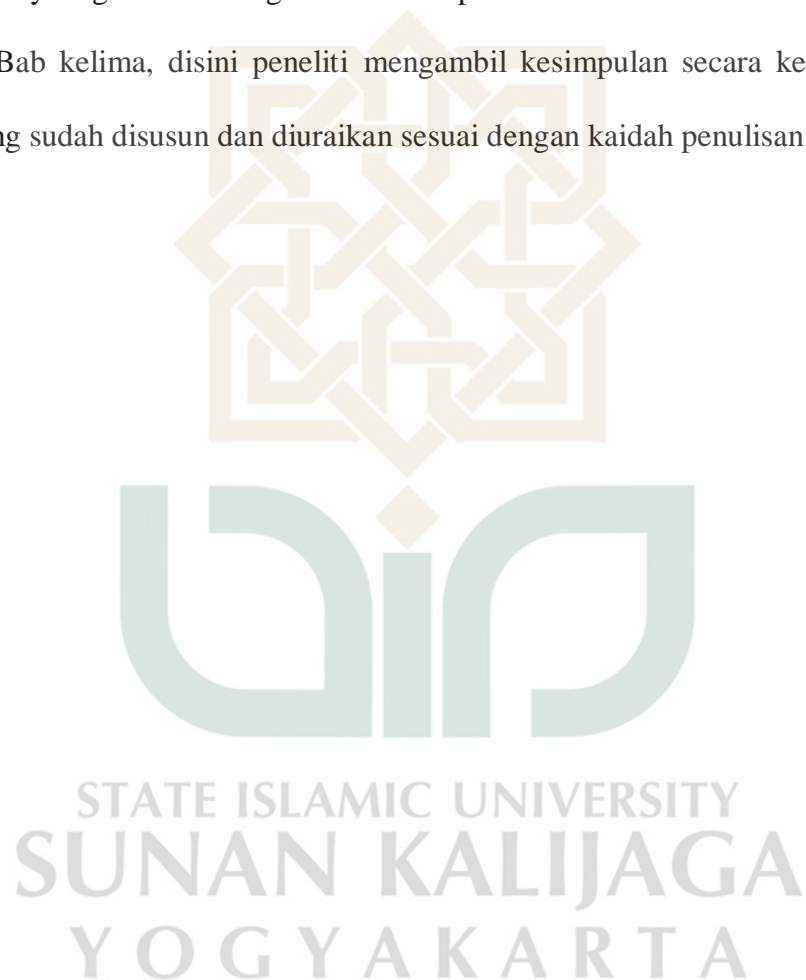 Bab kelima, disini peneliti mengambil kesimpulan secara ke
ng sudah disusun dan diuraikan sesuai dengan kaidah penulisan
STATE ISLAMIC UNIVERSITY
SUNAN KALIJAGA
YOGYAKARTA